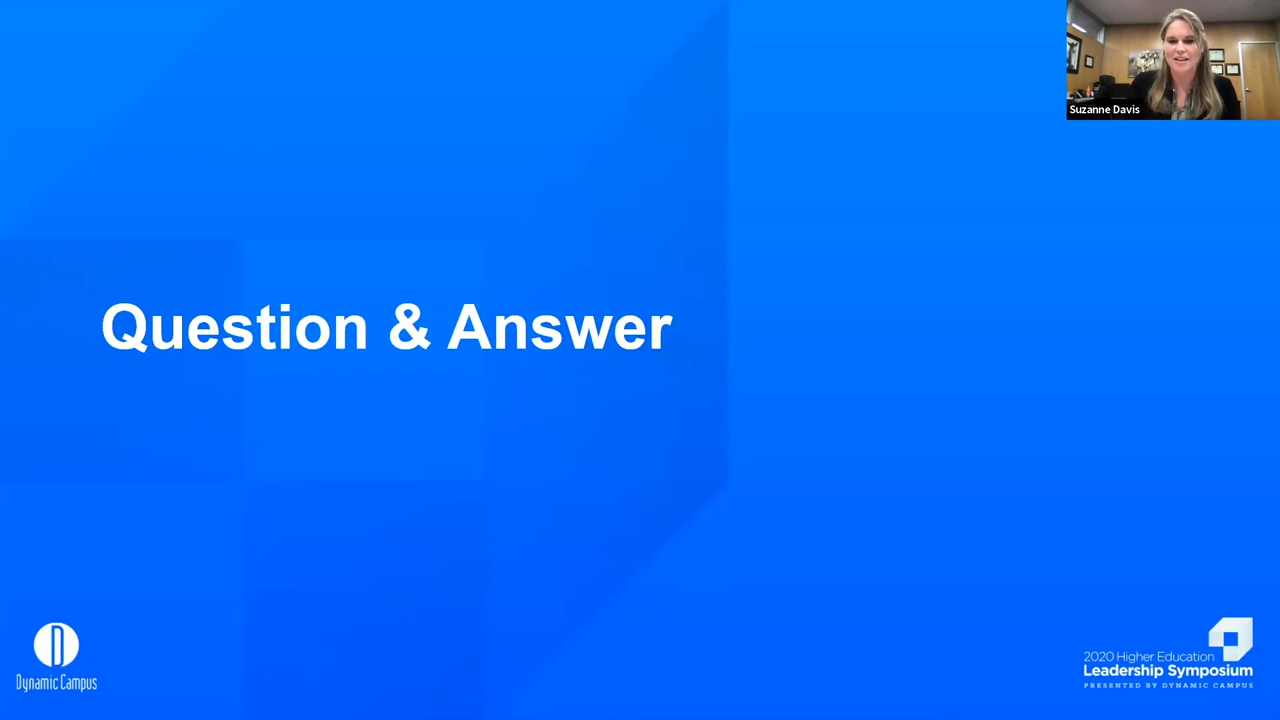 Suzanne Davis
Question & Answer
Dynamic Campus
2020 Higher Education
Leadership Symposium
PRESENTED BY DYNAMIC CAMPUS